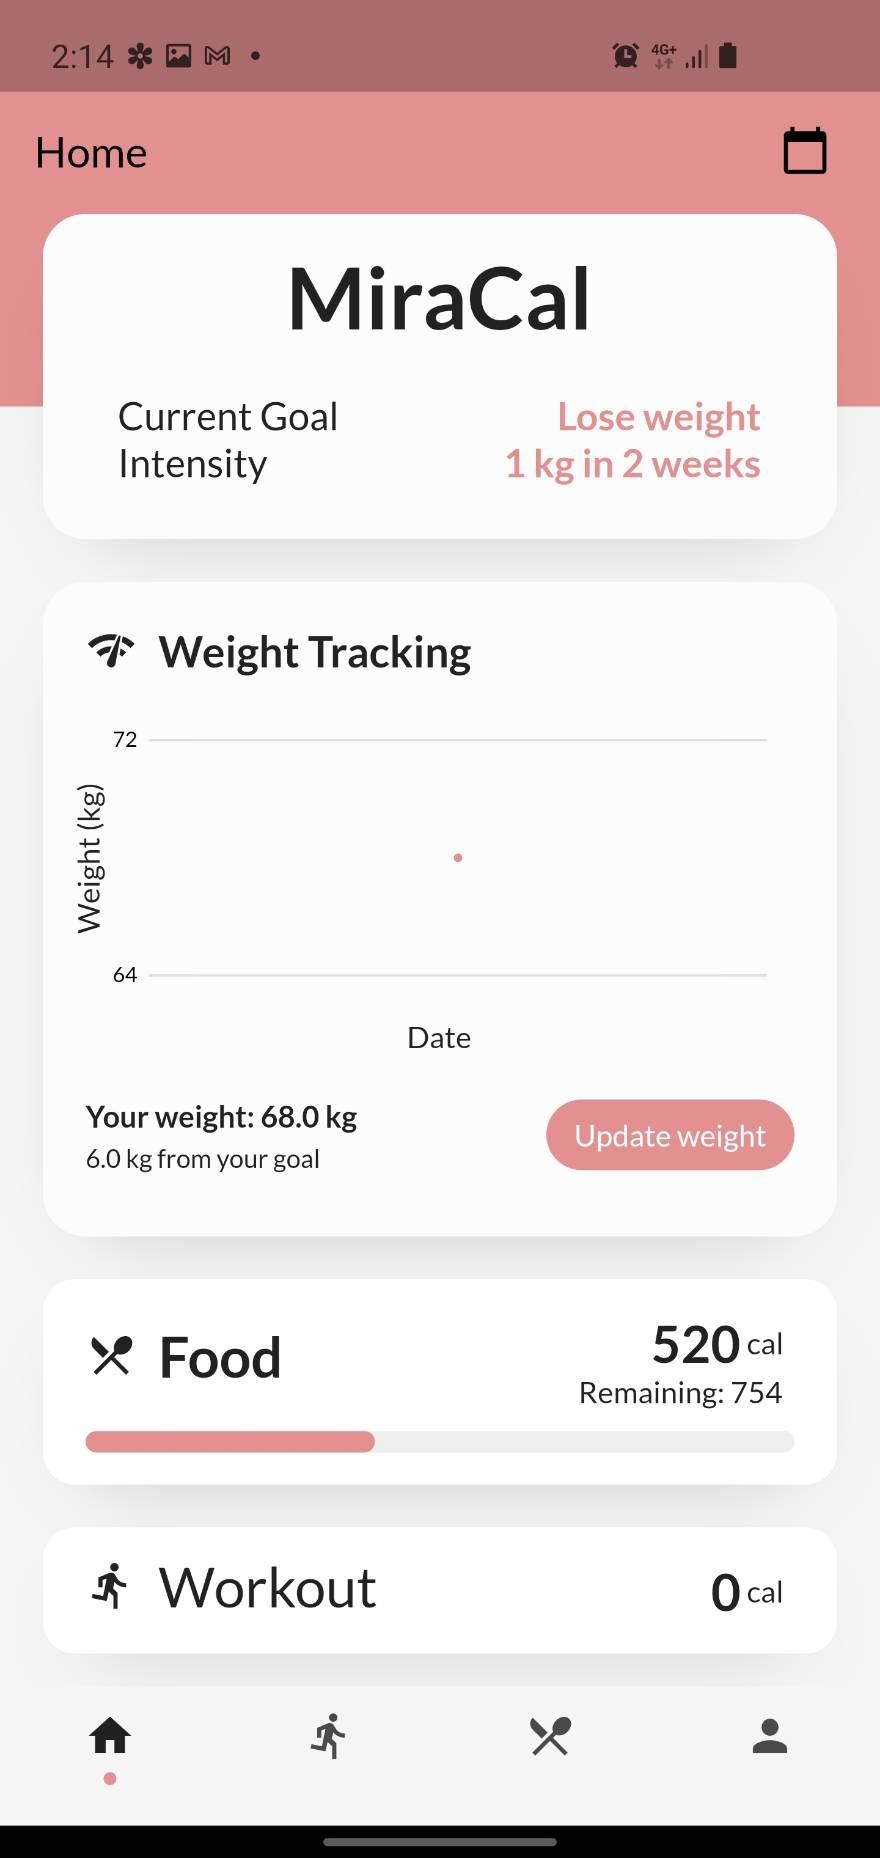 2:14
4G+
Home
MiraCal
Current Goal Lose weight
Intensity 1 kg in 2 weeks
Weight Tracking
72
Weight (kg)
64
Date
Your weight: 68.0 kg
6.0 kg from your goal
Update weight
Food
520 cal
Remaining: 754
Workout
0 cal